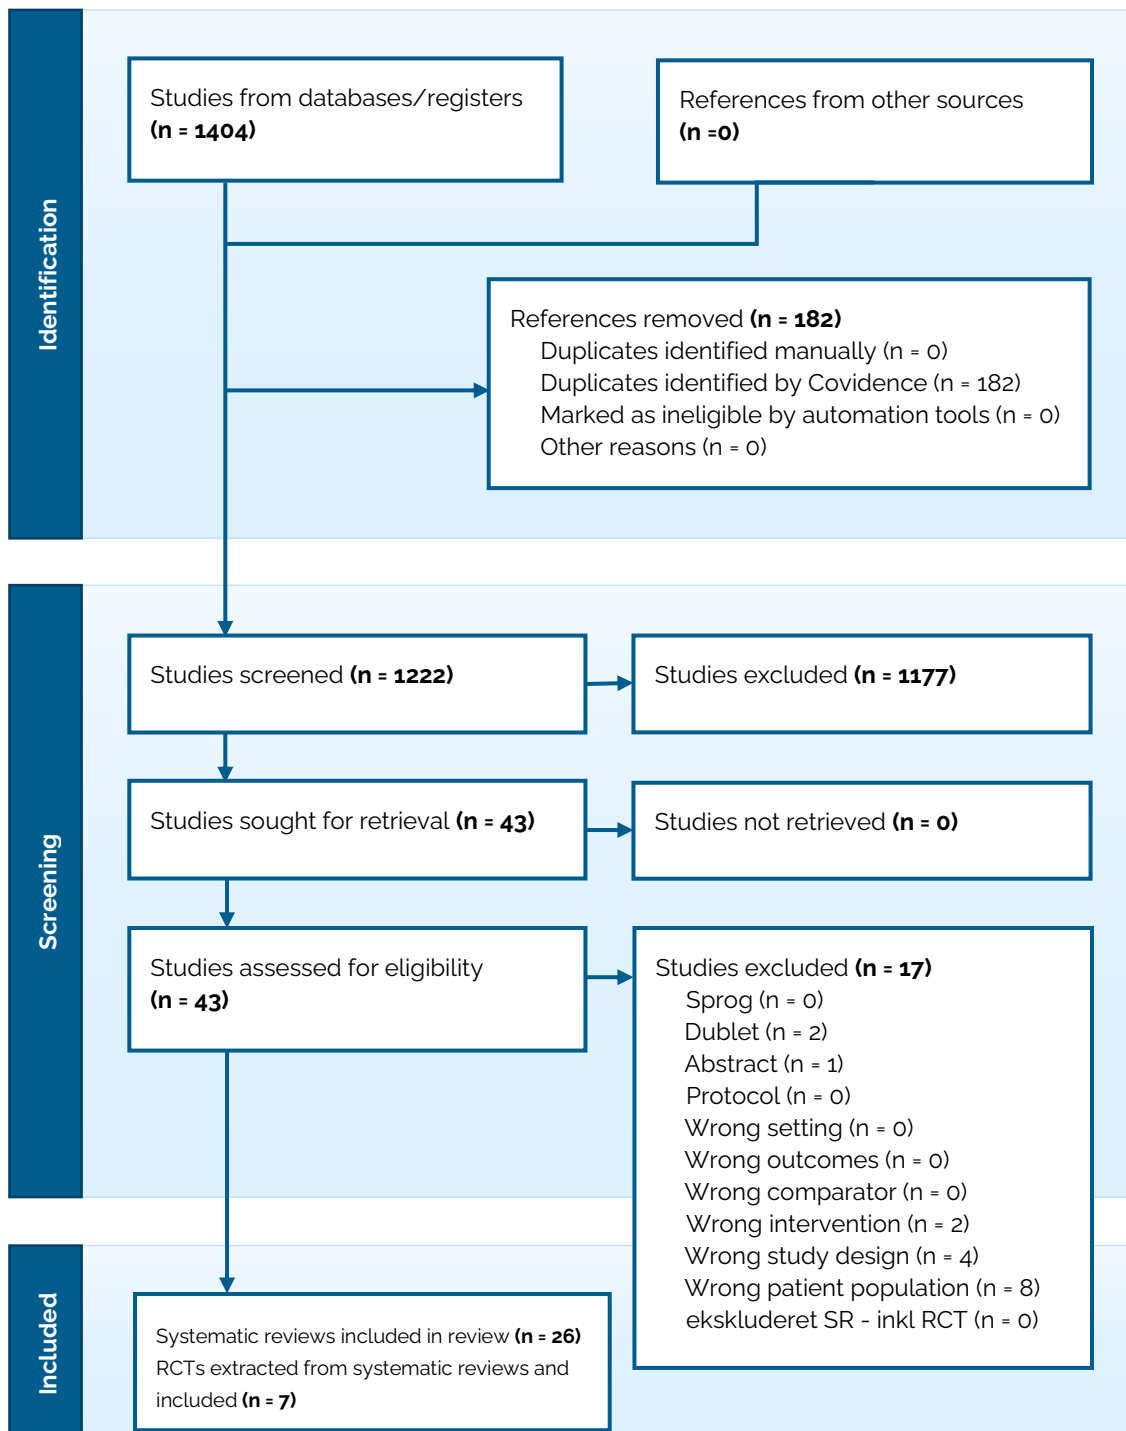 Identification
Studies from databases/registers
(n = 1404)
References from other sources
(n =0)
References removed (n = 182)
Duplicates identified manually (n = 0)
Duplicates identified by Covidence (n = 182)
Marked as ineligible by automation tools (n = 0)
Other reasons (n = 0)
Screening
Studies screened (n = 1222)
Studies excluded (n = 1177)
Studies sought for retrieval (n = 43)
Studies not retrieved (n = 0)
Studies assessed for eligibility
(n = 43)
Studies excluded (n = 17)
Sprog (n = 0)
Dublet (n = 2)
Abstract (n = 1)
Protocol (n = 0)
Wrong setting (n = 0)
Wrong outcomes (n = 0)
Wrong comparator (n = 0)
Wrong intervention (n = 2)
Wrong study design (n = 4)
Wrong patient population (n = 8)
ekskluderet SR - inkl RCT (n = 0)
Included
Systematic reviews included in review (n = 26)
RCTs extracted from systematic reviews and
included (n = 7)